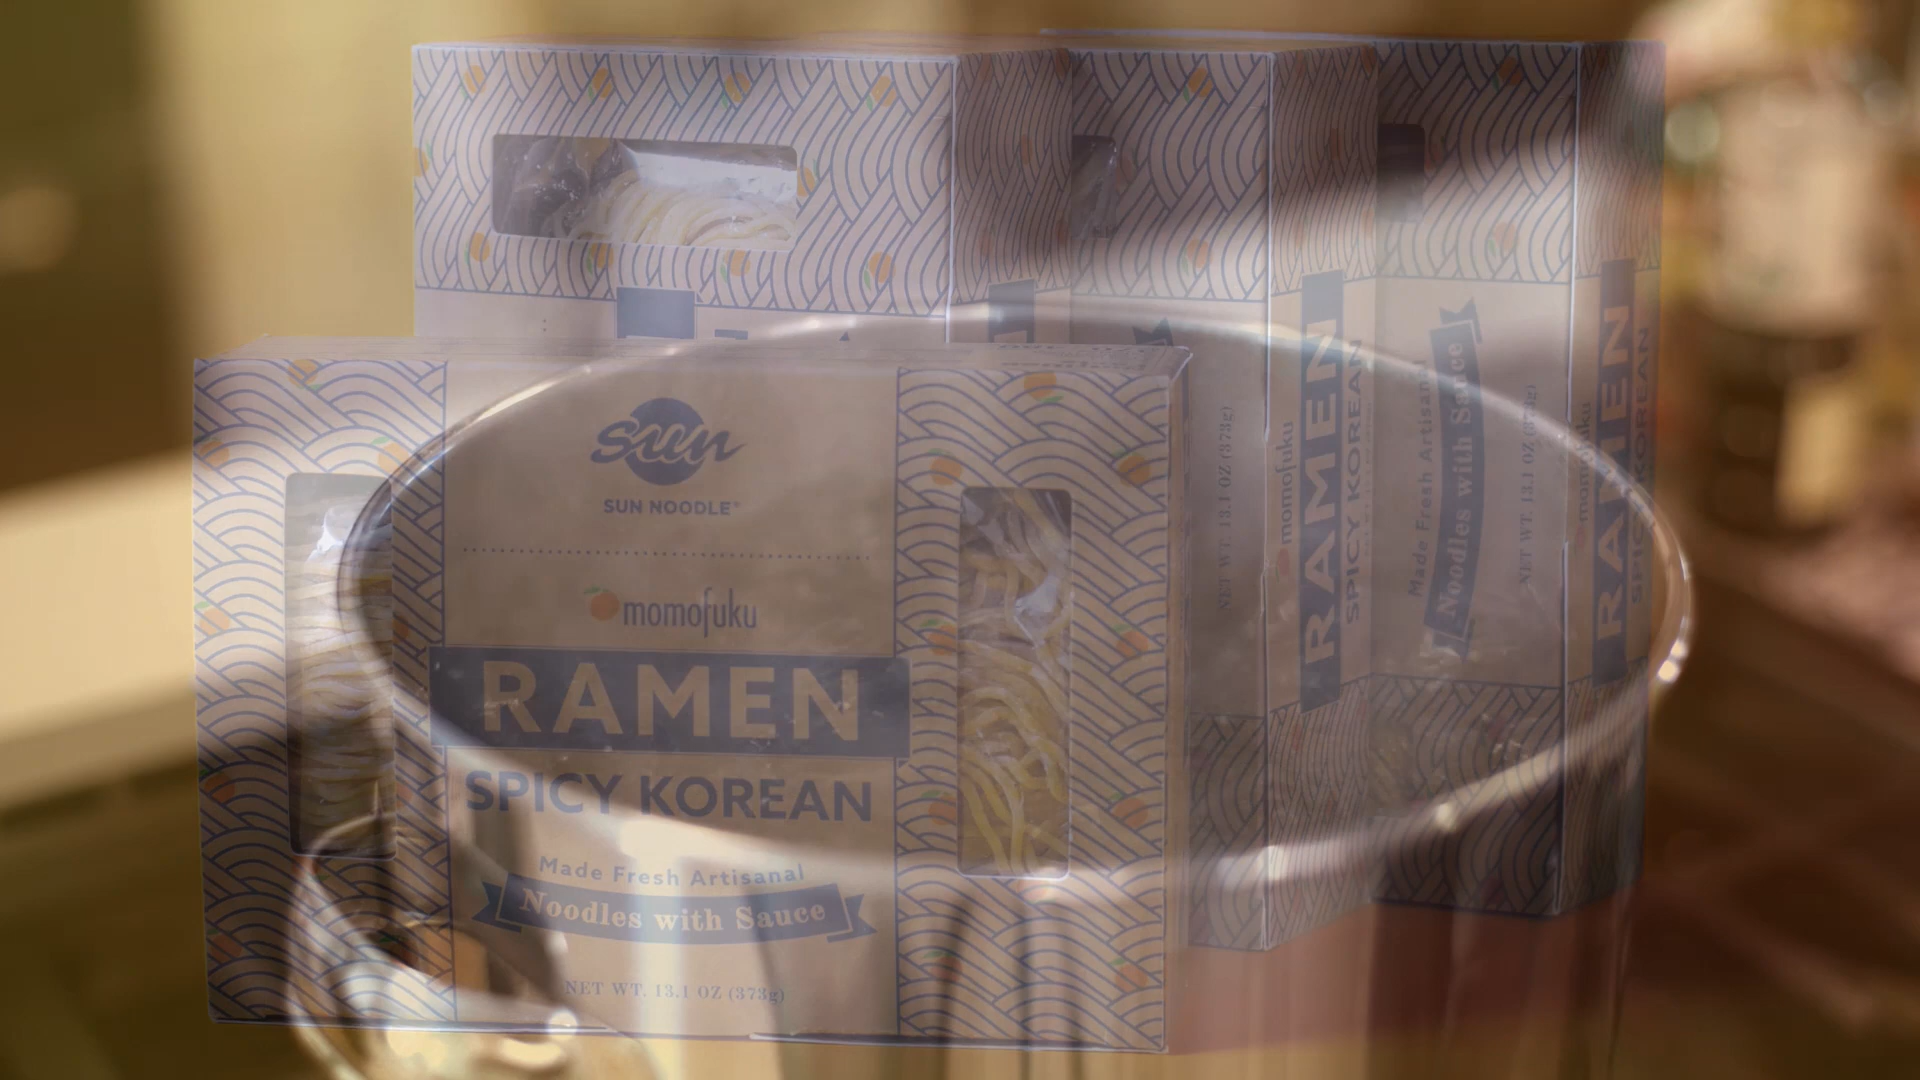 sun
SUN NOODLE®
momofuku
RAMEN
SPICY KOREAN
Made Fresh Artisanal
Noodles with Sauce
NET WT. 13.1 OZ (373g)
NET WT. 13.1 OZ (373g)
momofuku
RAMEN
SPICY KOREAN
Made Fresh Artisanal
Noodles with Sauce
NET WT. 13.1 OZ (373g)
momofuku
RAMEN
SPICY KOREAN